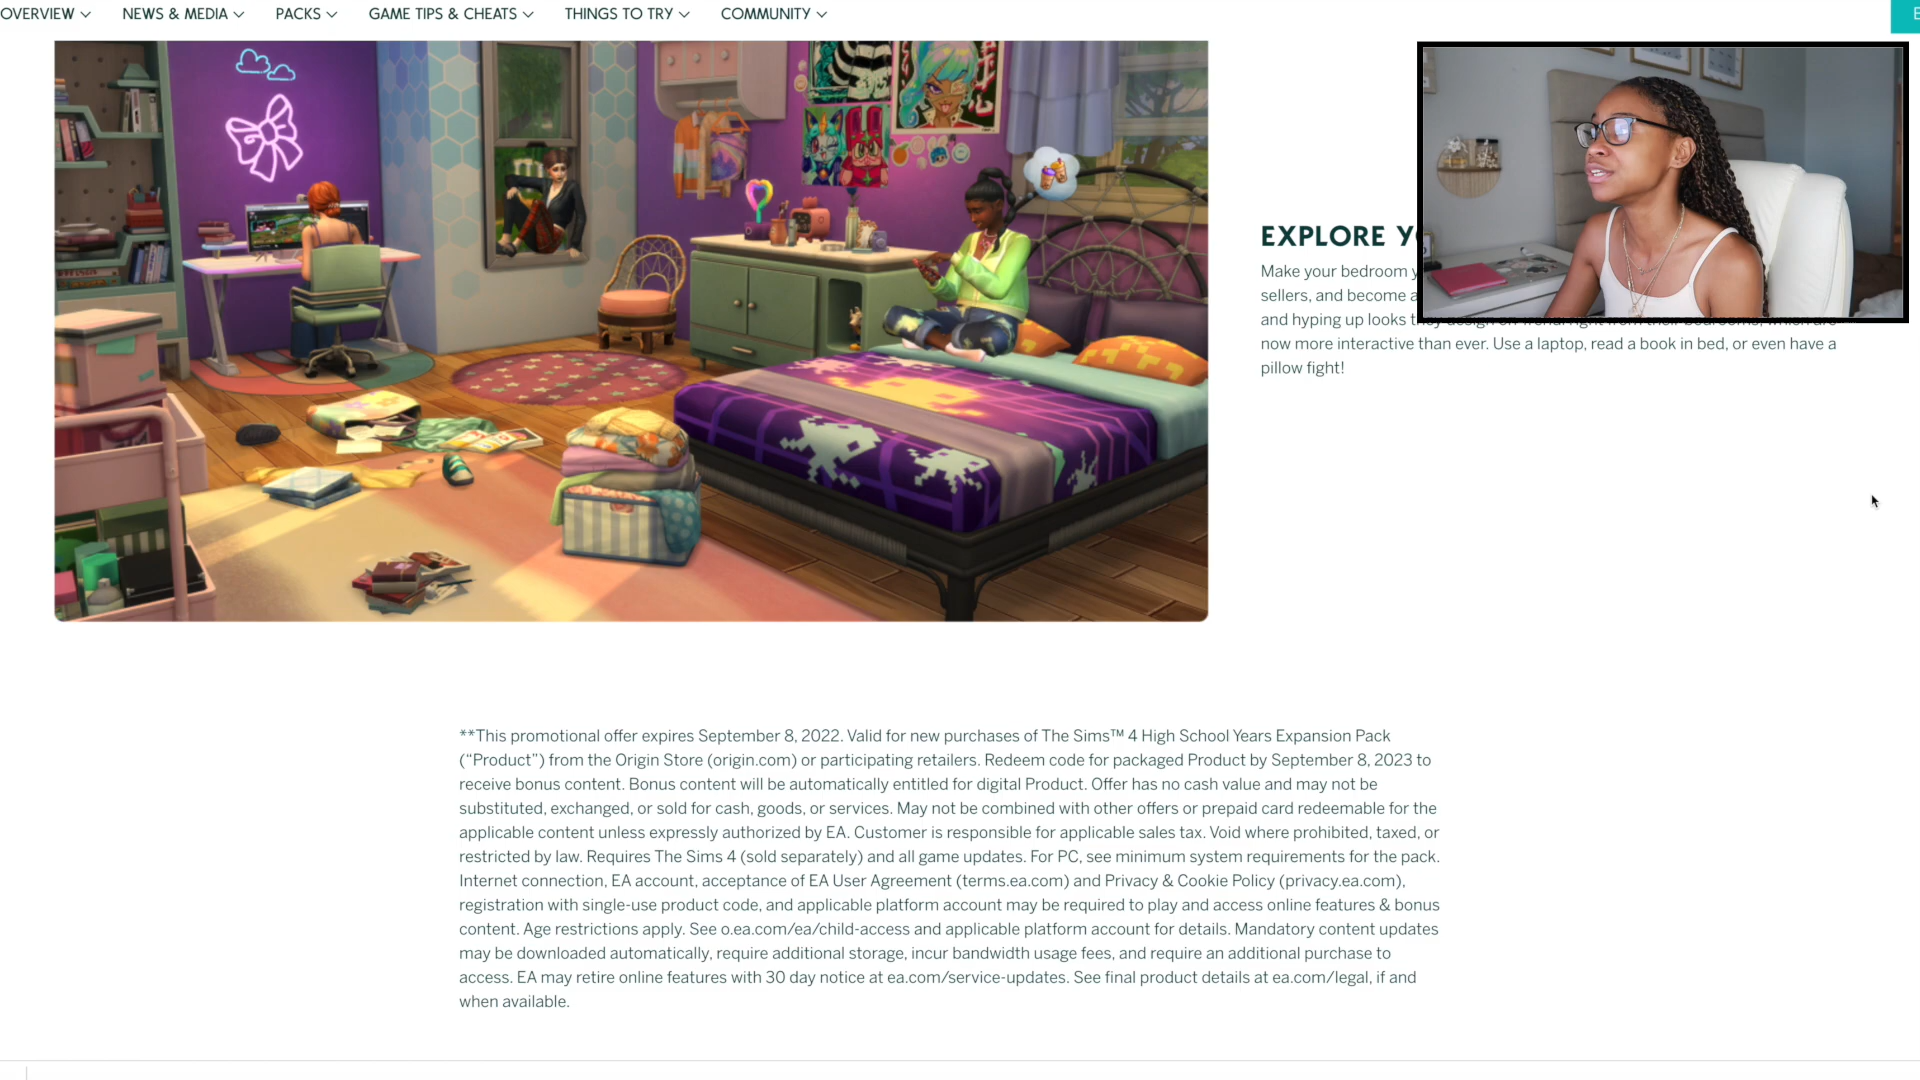 OVERVIEW NEWS & MEDIA PACKS GAME TIPS & CHEATS THINGS TO TRY COMMUNITY
EXPLORE
Make your bedroom
sellers, and become a
and hyping up looks
now more interactive than ever. Use a laptop, read a book in bed, or even have a
pillow fight!
**This promotional offer expires September 8, 2022. Valid for new purchases of The Sims™ 4 High School Years Expansion Pack
(“Product”) from the Origin Store (origin.com) or participating retailers. Redeem code for packaged Product by September 8, 2023 to
receive bonus content. Bonus content will be automatically entitled for digital Product. Offer has no cash value and may not be
substituted, exchanged, or sold for cash, goods, or services. May not be combined with other offers or prepaid card redeemable for the
applicable content unless expressly authorized by EA. Customer is responsible for applicable sales tax. Void where prohibited, taxed, or
restricted by law. Requires The Sims 4 (sold separately) and all game updates. For PC, see minimum system requirements for the pack.
Internet connection, EA account, acceptance of EA User Agreement (terms.ea.com) and Privacy & Cookie Policy (privacy.ea.com),
registration with single-use product code, and applicable platform account may be required to play and access online features & bonus
content. Age restrictions apply. See o.ea.com/ea/child-access and applicable platform account for details. Mandatory content updates
may be downloaded automatically, require additional storage, incur bandwidth usage fees, and require an additional purchase to
access. EA may retire online features with 30 day notice at ea.com/service-updates. See final product details at ea.com/legal, if and
when available.